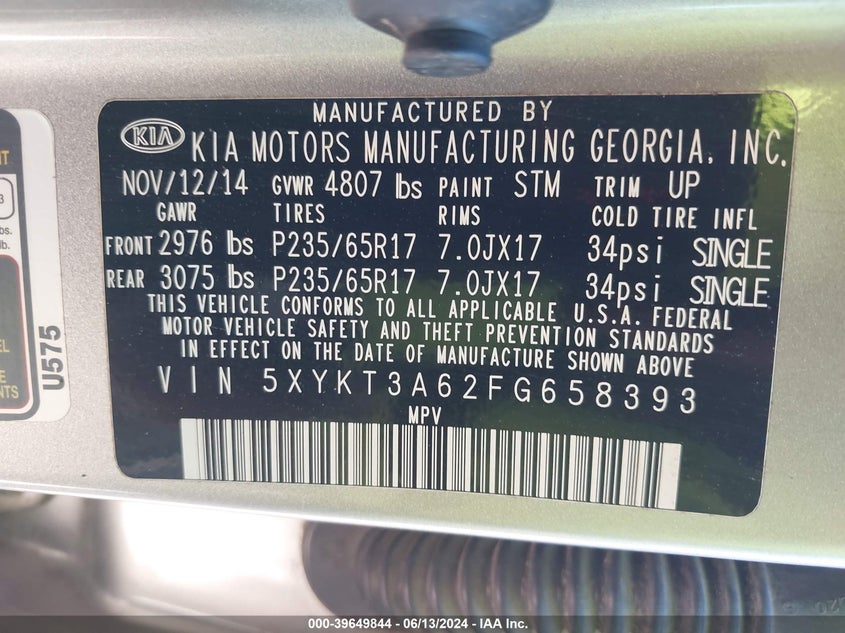 MANUFACTURED BY
KIA KIA MOTORS MANUFACTURING GEORGIA, INC.
NOV/12/14 GVWR 4807 lbs PAINT STM TRIM UP
GAWR TIRES RIMS COLD TIRE INFL
FRONT 2976 lbs P235/65R17 7.0JX17 34psi SINGLE
REAR 3075 lbs P235/65R17 7.0JX17 34psi SINGLE
THIS VEHICLE CONFORMS TO ALL APPLICABLE U.S.A. FEDERAL
MOTOR VEHICLE SAFETY AND THEFT PREVENTION STANDARDS
IN EFFECT ON THE DATE OF MANUFACTURE SHOWN ABOVE
VIN 5XYKT3A62FG658393
MPV
U575
000-39649844 / 06/13/2024 - IAA Inc.